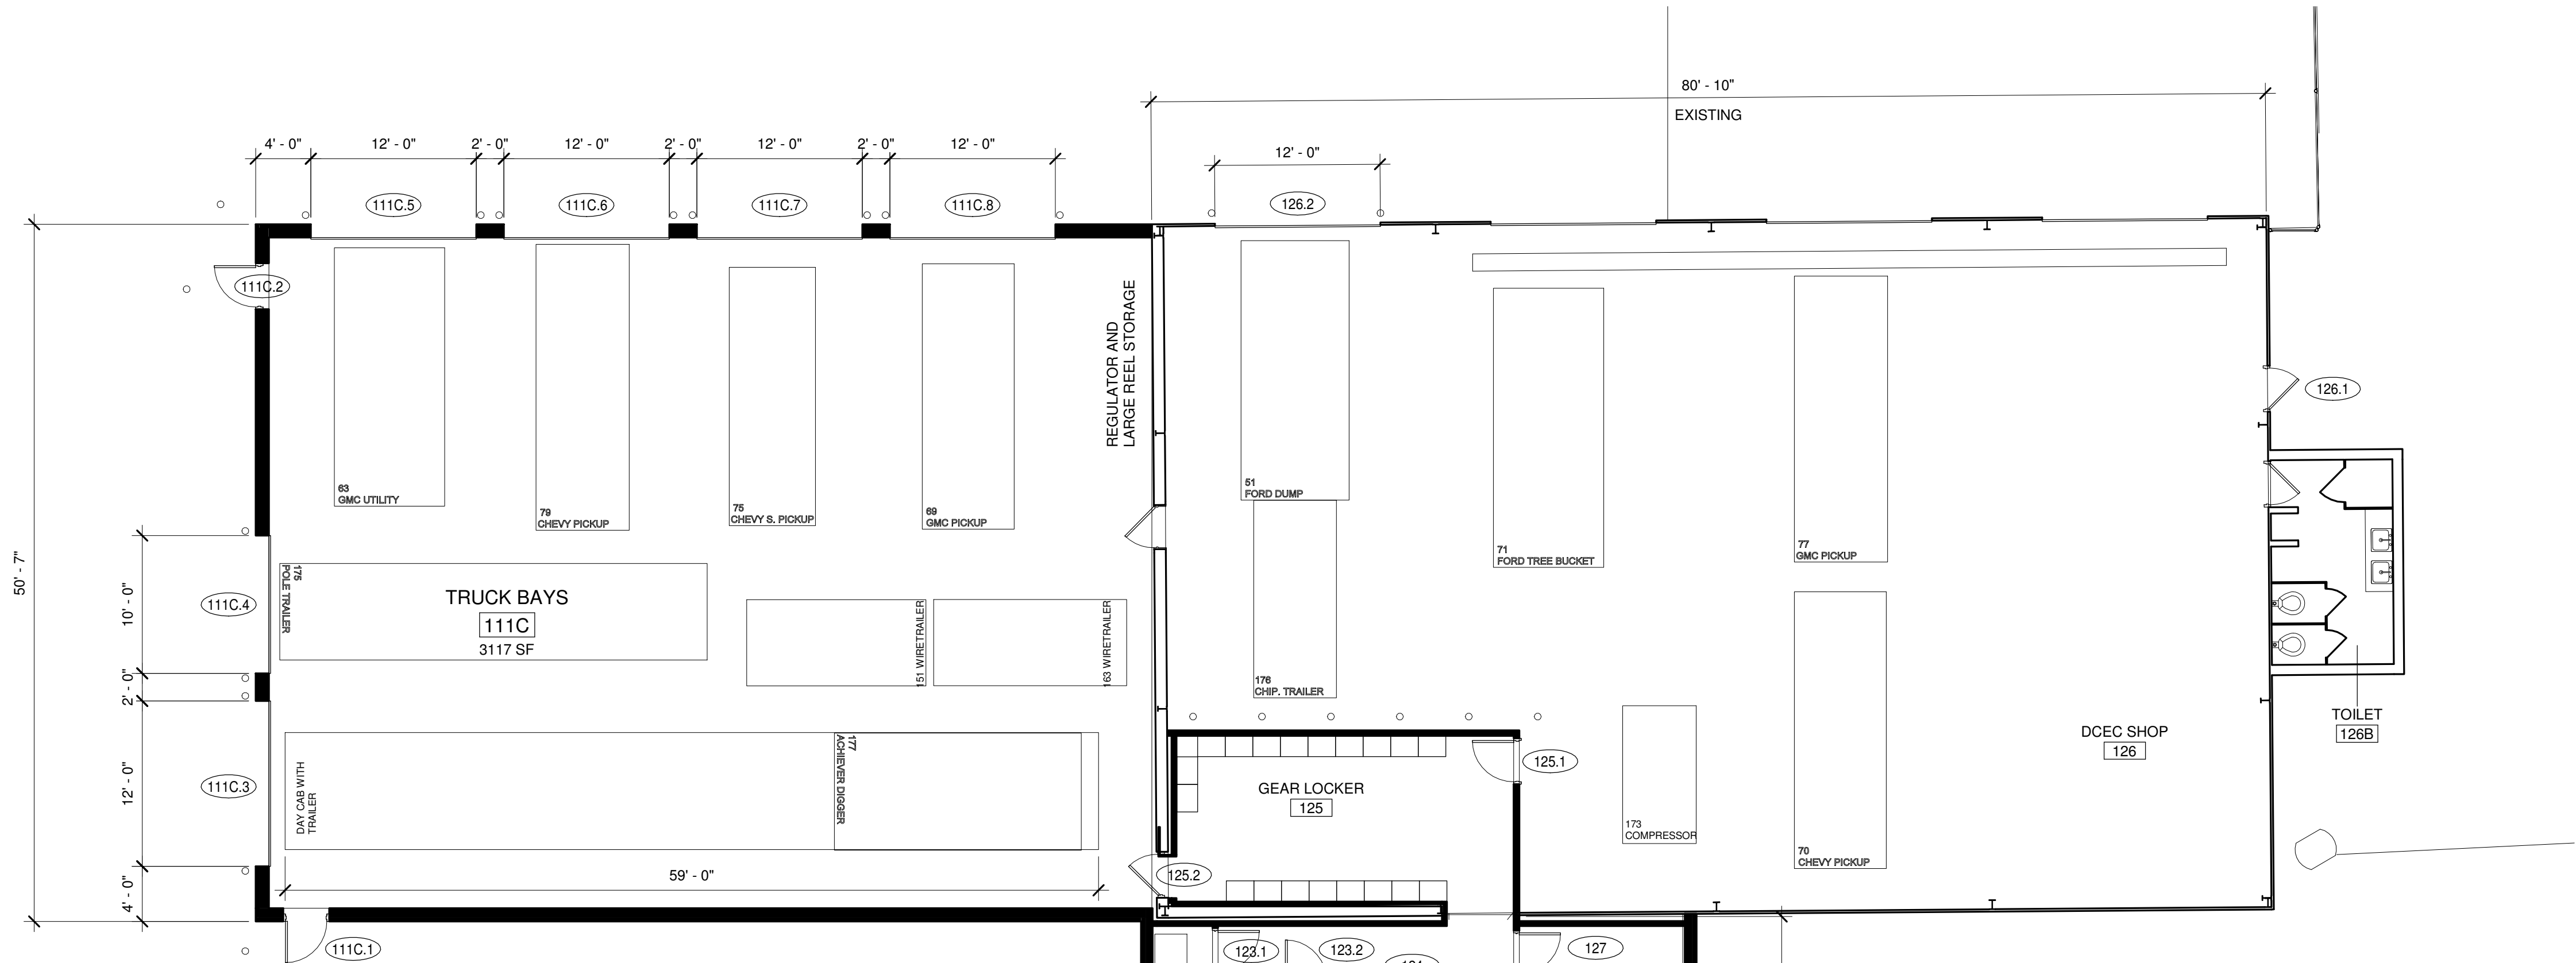 80' - 10"
EXISTING
4' - 0"
12' - 0"
2' - 0"
12' - 0"
2' - 0"
12' - 0"
2' - 0"
12' - 0"
12' - 0"
111C.5
111C.6
111C.7
111C.8
126.2
111C.2
50' - 7"
10' - 0"
2' - 0"
12' - 0"
4' - 0"
111C.4
111C.3
111C.1
63
GMC UTILITY
79
CHEVY PICKUP
75
CHEVY S. PICKUP
69
GMC PICKUP
REGULATOR AND
LARGE REEL STORAGE
175
POLE TRAILER
TRUCK BAYS
111C
3117 SF
151 WIRETRAILER
163 WIRETRAILER
DAY CAB WITH
TRAILER
177
ACHIEVER DIGGER
59' - 0"
51
FORD DUMP
176
CHIP. TRAILER
71
FORD TREE BUCKET
77
GMC PICKUP
126.1
173
COMPRESSOR
70
CHEVY PICKUP
DCEC SHOP
126
TOILET
126B
GEAR LOCKER
125
125.1
125.2
123.1
123.2
127